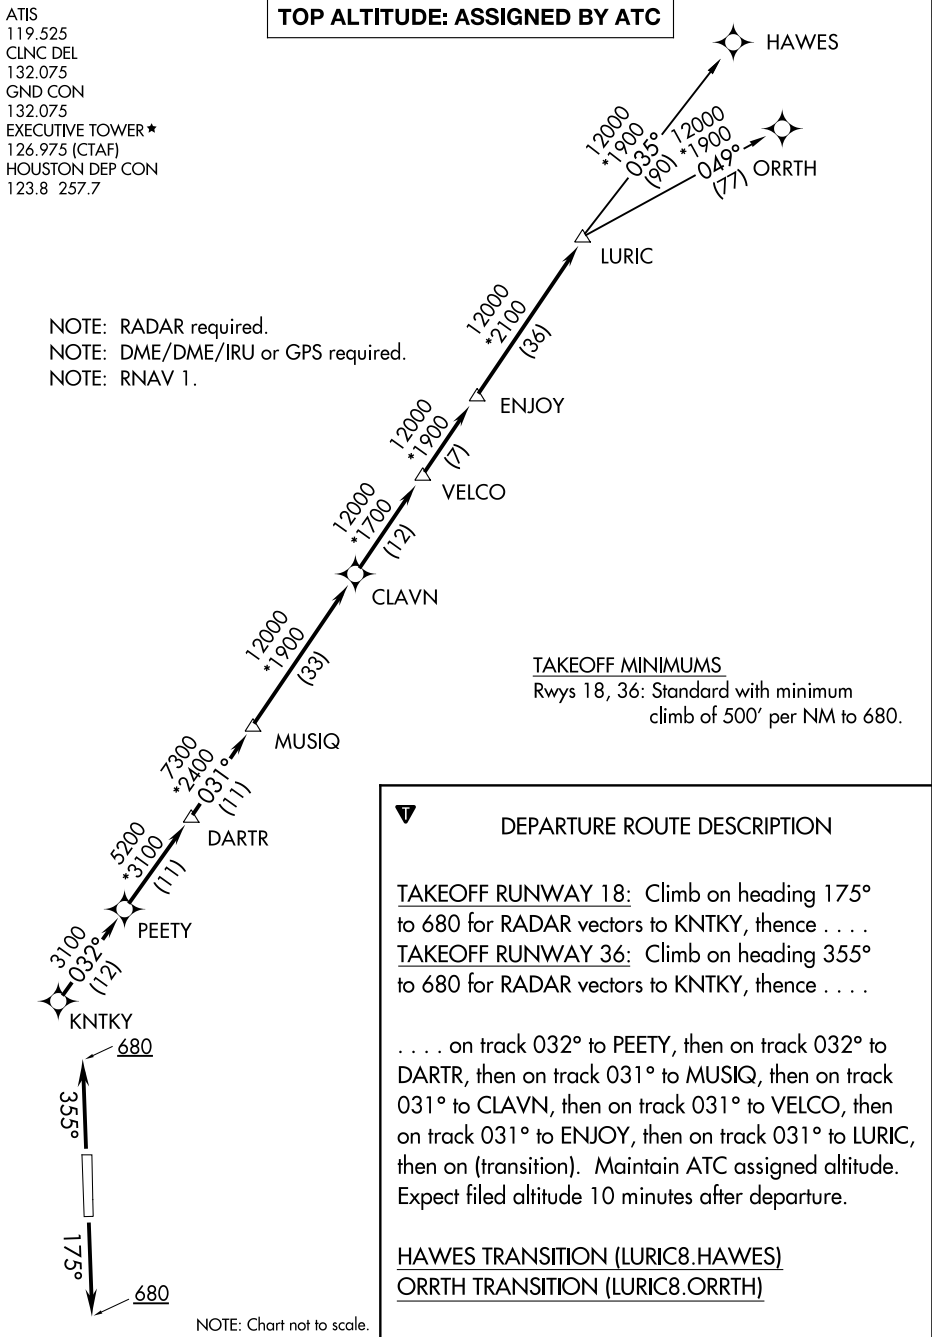 ATIS
119.525
CLNC DEL
132.075
GND CON
132.075
EXECUTIVE TOWER★
126.975 (CTAF)
HOUSTON DEP CON
123.8 257.7
TOP ALTITUDE: ASSIGNED BY ATC
HAWES
12000
*1900
035°
(90)
12000
*1900
049°
(77)
ORRTH
LURIC
NOTE: RADAR required.
NOTE: DME/DME/IRU or GPS required.
NOTE: RNAV 1.
12000
*2100
(36)
ENJOY
12000
*1900
(7)
VELCO
12000
*1700
(12)
CLAVN
12000
*1900
(33)
MUSIQ
TAKEOFF MINIMUMS
Rwys 18, 36: Standard with minimum
climb of 500' per NM to 680.
7300
*2400
031°
(11)
DARTR
5200
*3100
(11)
PEETY
3100
032°
(12)
KNTKY
680
355°
175°
680
NOTE: Chart not to scale.
T
DEPARTURE ROUTE DESCRIPTION
TAKEOFF RUNWAY 18: Climb on heading 175°
to 680 for RADAR vectors to KNTKY, thence . . . .
TAKEOFF RUNWAY 36: Climb on heading 355°
to 680 for RADAR vectors to KNTKY, thence . . . .
. . . . on track 032° to PEETY, then on track 032° to
DARTR, then on track 031° to MUSIQ, then on track
031° to CLAVN, then on track 031° to VELCO, then
on track 031° to ENJOY, then on track 031° to LURIC,
then on (transition). Maintain ATC assigned altitude.
Expect filed altitude 10 minutes after departure.
HAWES TRANSITION (LURIC8.HAWES)
ORRTH TRANSITION (LURIC8.ORRTH)